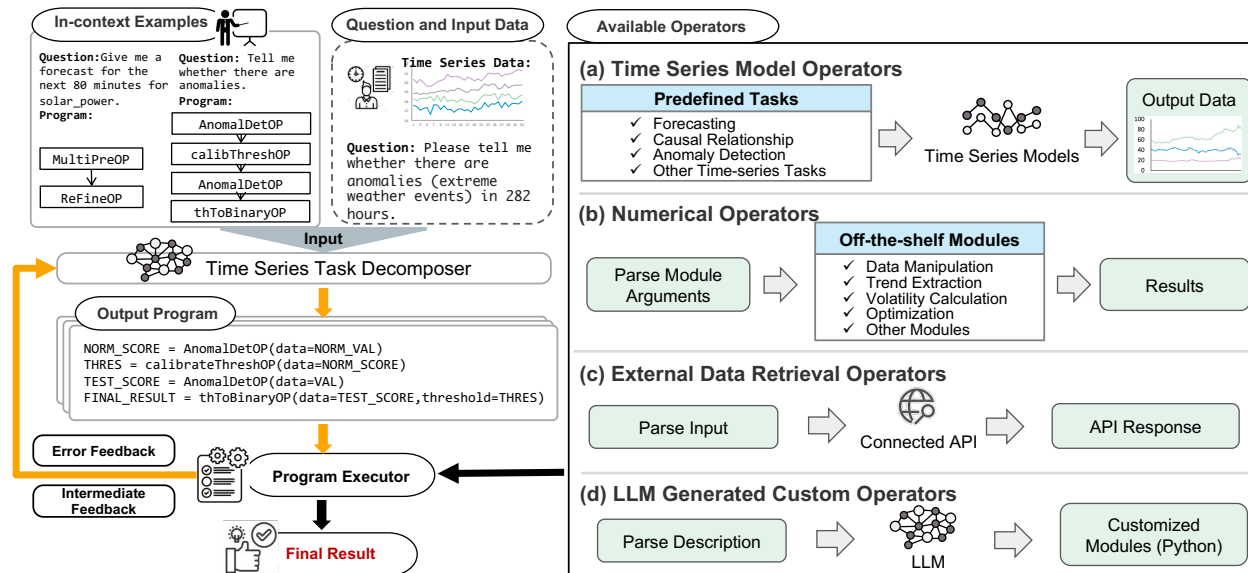 In-context Examples
Question:Give me a
forecast for the
next 80 minutes for
solar_power.
Program:
MultiPreOP
ReFineOP
Question: Tell me
whether there are
anomalies.
Program:
AnomalDetOP
calibThreshOP
AnomalDetOP
thToBinaryOP
Question and Input Data
Time Series Data:
Question: Please tell me
whether there are
anomalies (extreme
weather events) in 282
hours.
Input
Time Series Task Decomposer
Output Program
NORM_SCORE = AnomalDetOP(data=NORM_VAL)
THRES = calibrateThreshOP(data=NORM_SCORE)
TEST_SCORE = AnomalDetOP(data=VAL)
FINAL_RESULT = thToBinaryOP(data=TEST_SCORE,threshold=THRES)
Error Feedback
Intermediate
Feedback
Program Executor
Final Result
Available Operators
(a) Time Series Model Operators
Predefined Tasks
✓ Forecasting
✓ Causal Relationship
✓ Anomaly Detection
✓ Other Time-series Tasks
Time Series Models
Output Data
100
80
60
40
20
0
(b) Numerical Operators
Parse Module
Arguments
Off-the-shelf Modules
✓ Data Manipulation
✓ Trend Extraction
✓ Volatility Calculation
✓ Optimization
✓ Other Modules
Results
(c) External Data Retrieval Operators
Parse Input
Connected API
API Response
(d) LLM Generated Custom Operators
Parse Description
LLM
Customized
Modules (Python)